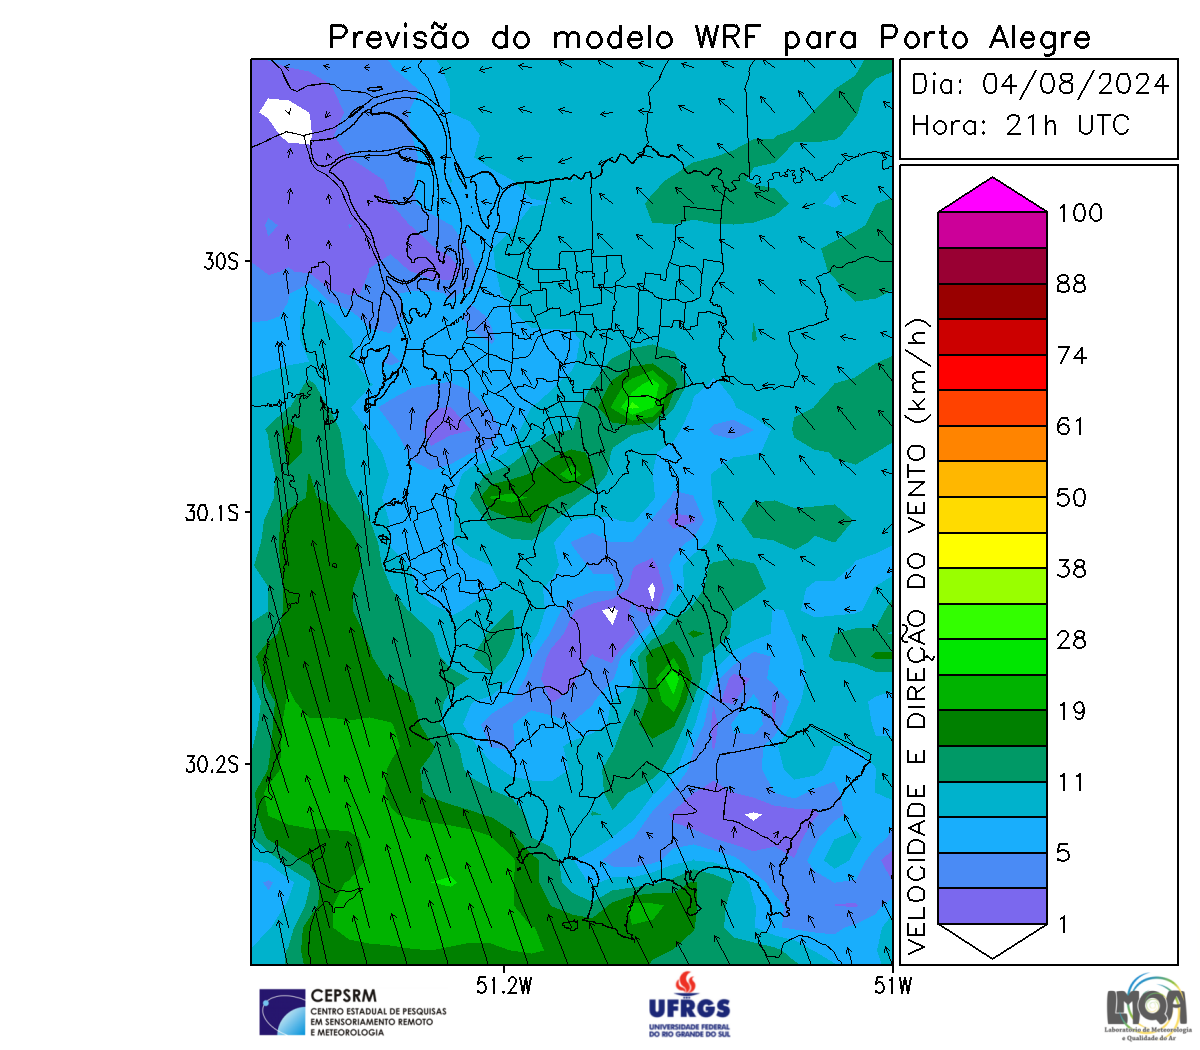 Previsão do modelo WRF para Porto Alegre
Dia: 04/08/2024
Hora: 21h UTC
100
88
74
61
50
38
28
19
11
5
1
VELOCIDADE E DIREÇÃO DO VENTO (km/h)
30S
30.1S
30.2S
51.2W
51W
CEPSRM
CENTRO ESTADUAL DE PESQUISAS
EM SENSORIAMENTO REMOTO
E METEOROLOGIA
UFRGS
UNIVERSIDADE FEDERAL
DO RIO GRANDE DO SUL
LMQA
Laboratório de Meteorologia
e Qualidade do Ar